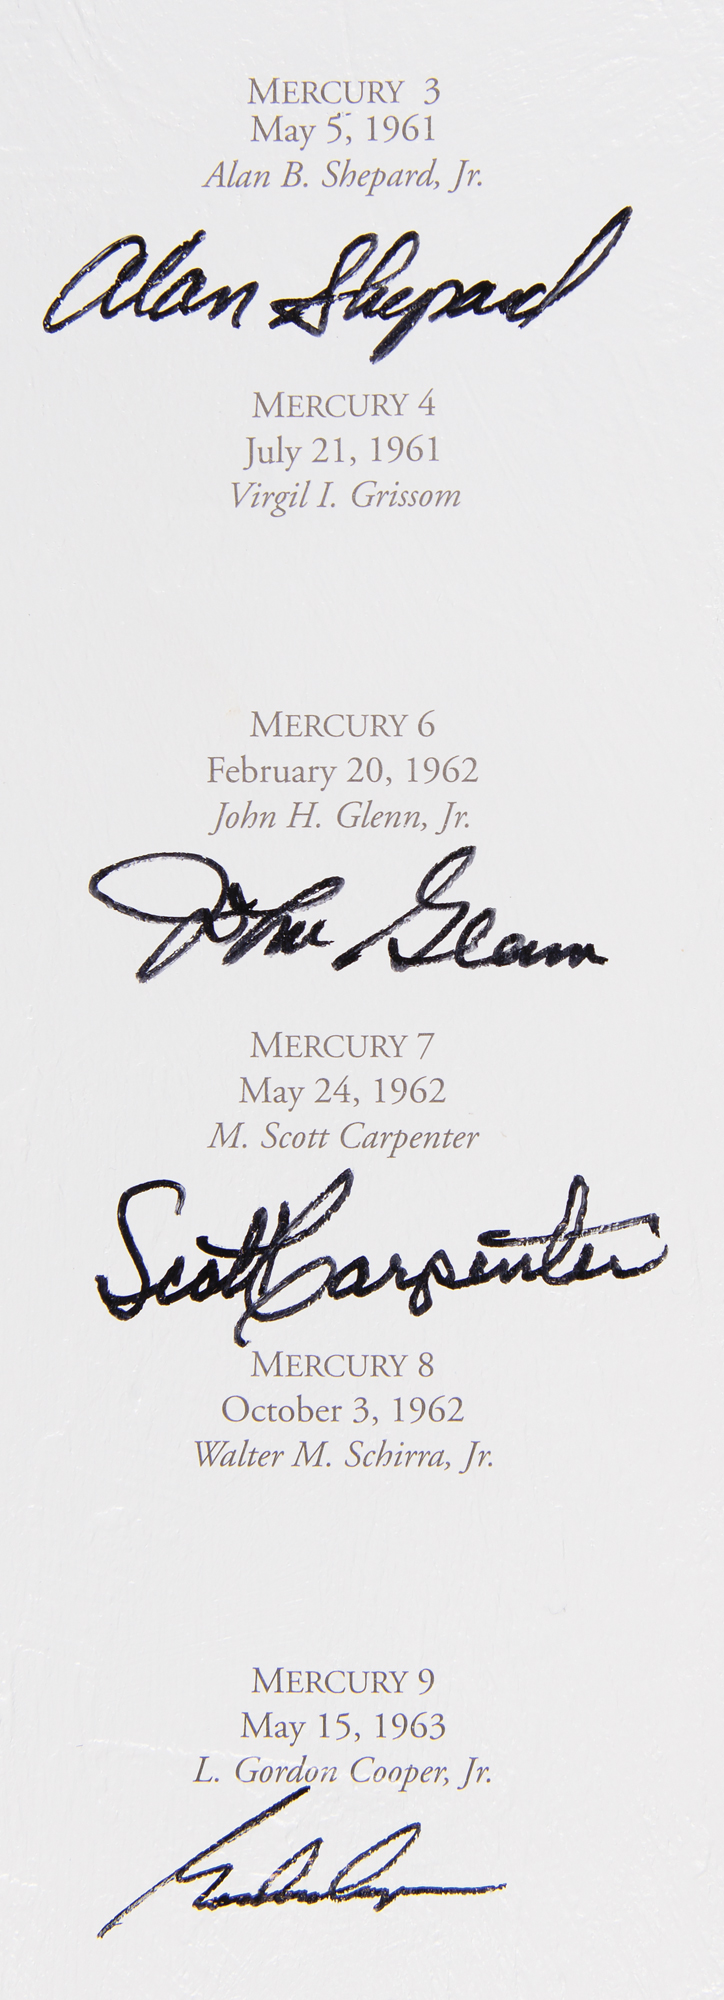 MERCURY 3
May 5, 1961
Alan B. Shepard, Jr.
Alan Shepard
MERCURY 4
July 21, 1961
Virgil I. Grissom
MERCURY 6
February 20, 1962
John H. Glenn, Jr.
John Glenn
MERCURY 7
May 24, 1962
M. Scott Carpenter
Scott Carpenter
MERCURY 8
October 3, 1962
Walter M. Schirra, Jr.
MERCURY 9
May 15, 1963
L. Gordon Cooper, Jr.
Gordon Cooper